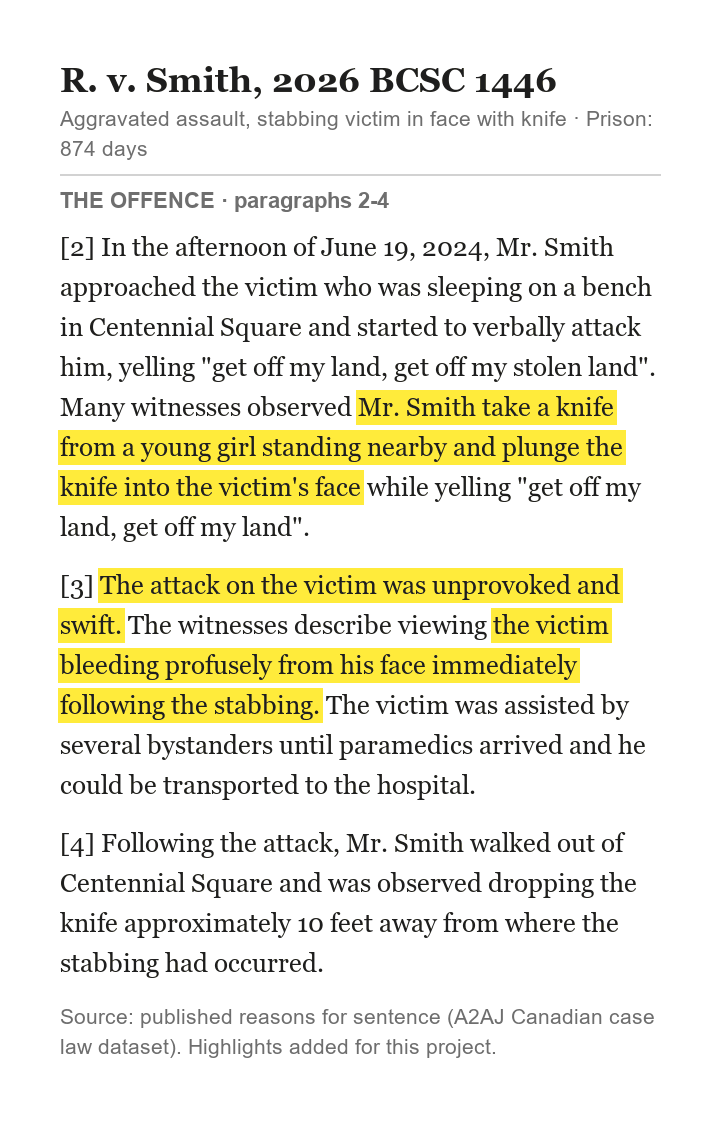 R. v. Smith, 2026 BCSC 1446
Aggravated assault, stabbing victim in face with knife · Prison:
874 days
THE OFFENCE · paragraphs 2-4
[2] In the afternoon of June 19, 2024, Mr. Smith
approached the victim who was sleeping on a bench
in Centennial Square and started to verbally attack
him, yelling "get off my land, get off my stolen land".
Many witnesses observed Mr. Smith take a knife
from a young girl standing nearby and plunge the
knife into the victim's face while yelling "get off my
land, get off my land".
[3] The attack on the victim was unprovoked and
swift. The witnesses describe viewing the victim
bleeding profusely from his face immediately
following the stabbing. The victim was assisted by
several bystanders until paramedics arrived and he
could be transported to the hospital.
[4] Following the attack, Mr. Smith walked out of
Centennial Square and was observed dropping the
knife approximately 10 feet away from where the
stabbing had occurred.
Source: published reasons for sentence (A2AJ Canadian case
law dataset). Highlights added for this project.